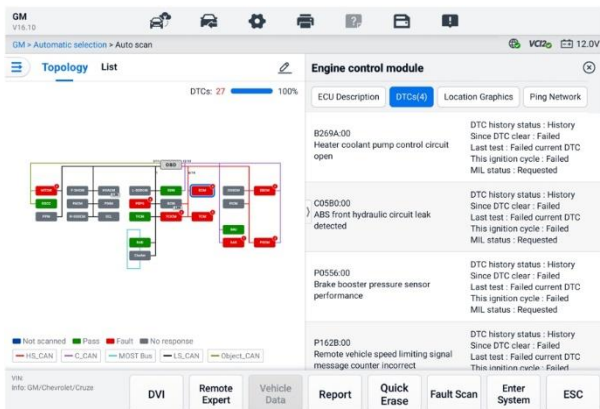 GM
V16.10
GM > Automatic selection > Auto scan
VCI2
12.0V
Topology
List
DTCs: 27
100%
OBD
Not scanned
Pass
Fault
No response
HS_CAN
C_CAN
MOST Bus
LS_CAN
Object_CAN
Engine control module
ECU Description
DTCs(4)
Location Graphics
Ping Network
B269A:00
Heater coolant pump control circuit
open
DTC history status : History
Since DTC clear : Failed
Last test : Failed current DTC
This ignition cycle : Failed
MIL status : Requested
C05B0:00
ABS front hydraulic circuit leak
detected
DTC history status : History
Since DTC clear : Failed
Last test : Failed current DTC
This ignition cycle : Failed
MIL status : Requested
P0556:00
Brake booster pressure sensor
performance
DTC history status : History
Since DTC clear : Failed
Last test : Failed current DTC
This ignition cycle : Failed
MIL status : Requested
P162B:00
Remote vehicle speed limiting signal
message counter incorrect
DTC history status : History
Since DTC clear : Failed
Last test : Failed current DTC
This ignition cycle : Failed
VIN:
Info: GM/Chevrolet/Cruze
DVI
Remote
Expert
Vehicle
Data
Report
Quick
Erase
Fault Scan
Enter
System
ESC